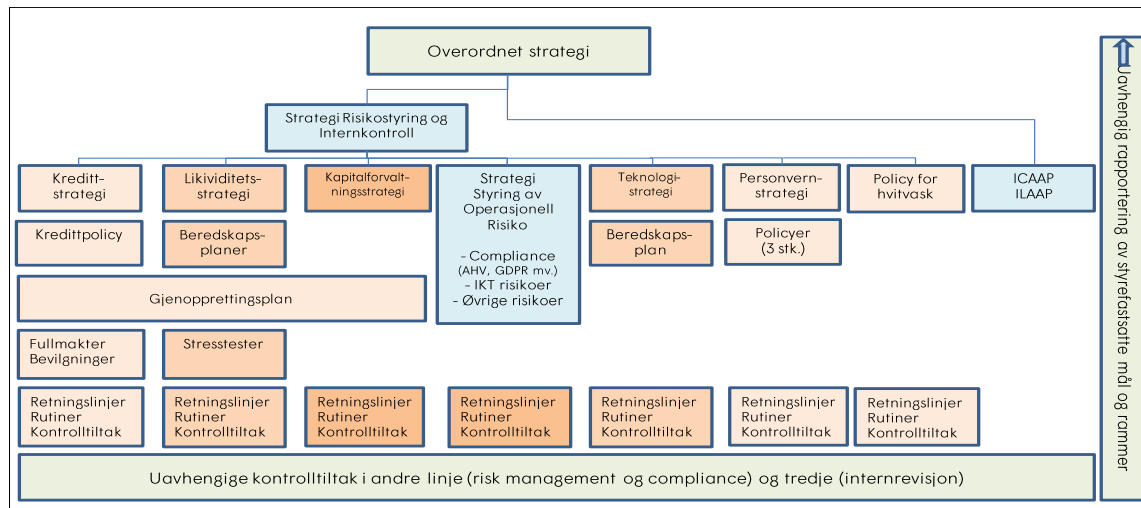 Overordnet strategi
Strategi Risikostyring og
Internkontroll
Kreditt-
strategi
Likviditets-
strategi
Kapitalforvalt-
ningsstrategi
Strategi
Styring av
Operasjonell
Risiko
- Compliance
(AHV, GDPR mv.)
- IKT risikoer
- Øvrige risikoer
Teknologi-
strategi
Personvern-
strategi
Policy for
hvitvask
ICAAP
ILAAP
Kredittpolicy
Beredskaps-
planer
Beredskaps-
plan
Policyer
(3 stk.)
Gjenopprettingsplan
Fullmakter
Bevilgninger
Stresstester
Retningslinjer
Rutiner
Kontrolltiltak
Retningslinjer
Rutiner
Kontrolltiltak
Retningslinjer
Rutiner
Kontrolltiltak
Retningslinjer
Rutiner
Kontrolltiltak
Retningslinjer
Rutiner
Kontrolltiltak
Retningslinjer
Rutiner
Kontrolltiltak
Retningslinjer
Rutiner
Kontrolltiltak
Uavhengige kontrolltiltak i andre linje (risk management og compliance) og tredje (internrevisjon)
Uavhengig rapportering av styrefastsatte mål og rammer